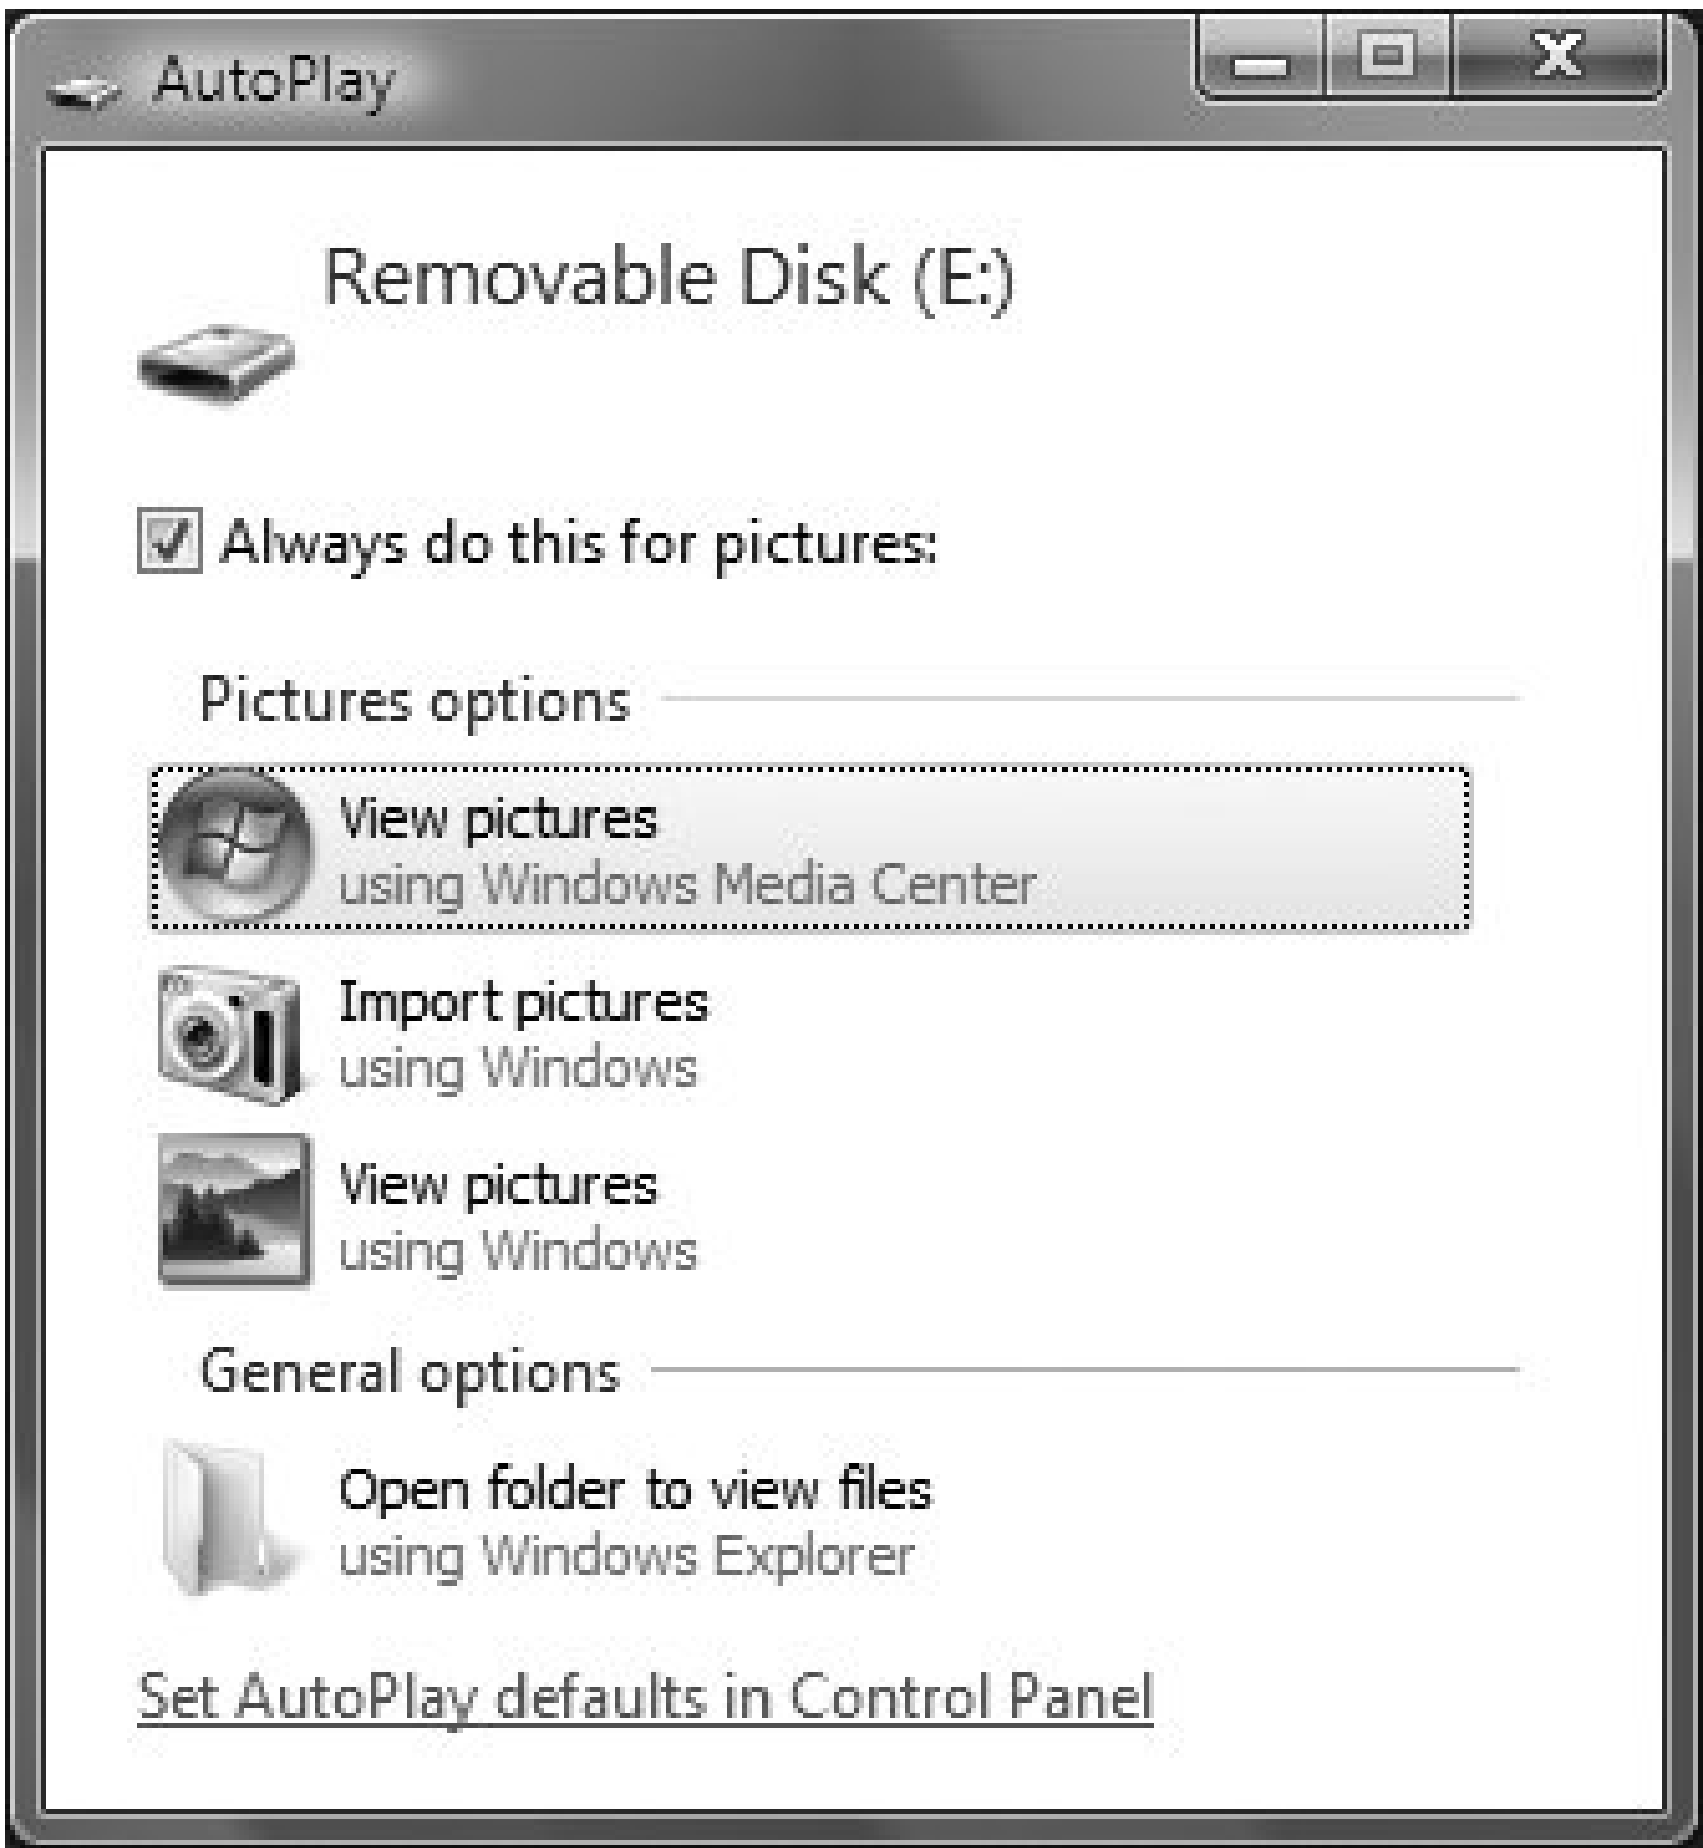 AutoPlay
Removable Disk (E:)
Always do this for pictures:
Pictures options
View pictures
using Windows Media Center
Import pictures
using Windows
View pictures
using Windows
General options
Open folder to view files
using Windows Explorer
Set AutoPlay defaults in Control Panel